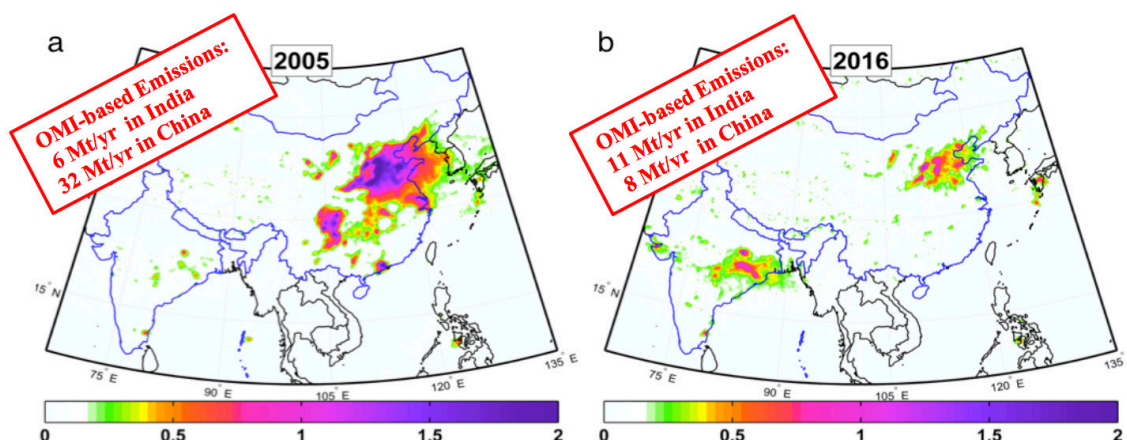 a
2005
OMI-based Emissions:
6 Mt/yr in India
32 Mt/yr in China
15° N
75° E
90° E
105° E
120° E
135° E
0 0.5 1 1.5 2
b
2016
OMI-based Emissions:
11 Mt/yr in India
8 Mt/yr in China
15° N
75° E
90° E
105° E
120° E
135° E
0 0.5 1 1.5 2